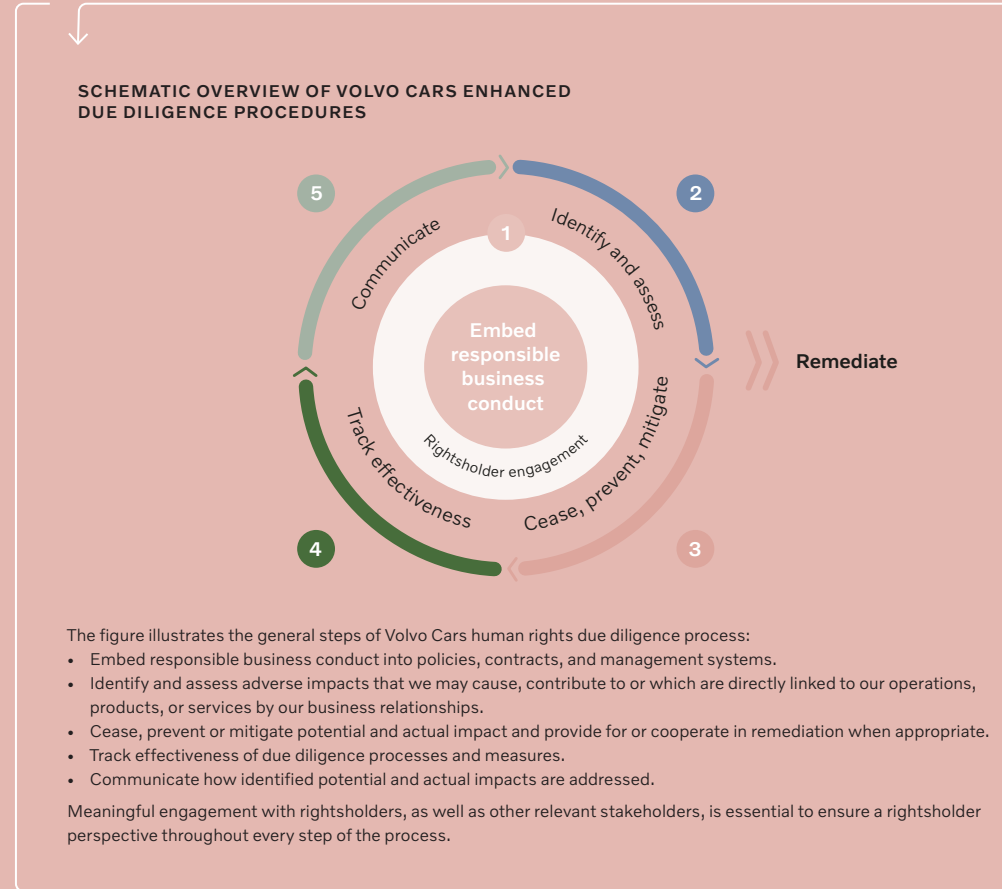 SCHEMATIC OVERVIEW OF VOLVO CARS ENHANCED
DUE DILIGENCE PROCEDURES
5
2
1
Communicate
Identify and assess
Embed
responsible
business
conduct
Remediate
Rightsholder engagement
Track effectiveness
Cease, prevent, mitigate
4
3
The figure illustrates the general steps of Volvo Cars human rights due diligence process:
• Embed responsible business conduct into policies, contracts, and management systems.
• Identify and assess adverse impacts that we may cause, contribute to or which are directly linked to our operations,
products, or services by our business relationships.
• Cease, prevent or mitigate potential and actual impact and provide for or cooperate in remediation when appropriate.
• Track effectiveness of due diligence processes and measures.
• Communicate how identified potential and actual impacts are addressed.
Meaningful engagement with rightsholders, as well as other relevant stakeholders, is essential to ensure a rightsholder
perspective throughout every step of the process.